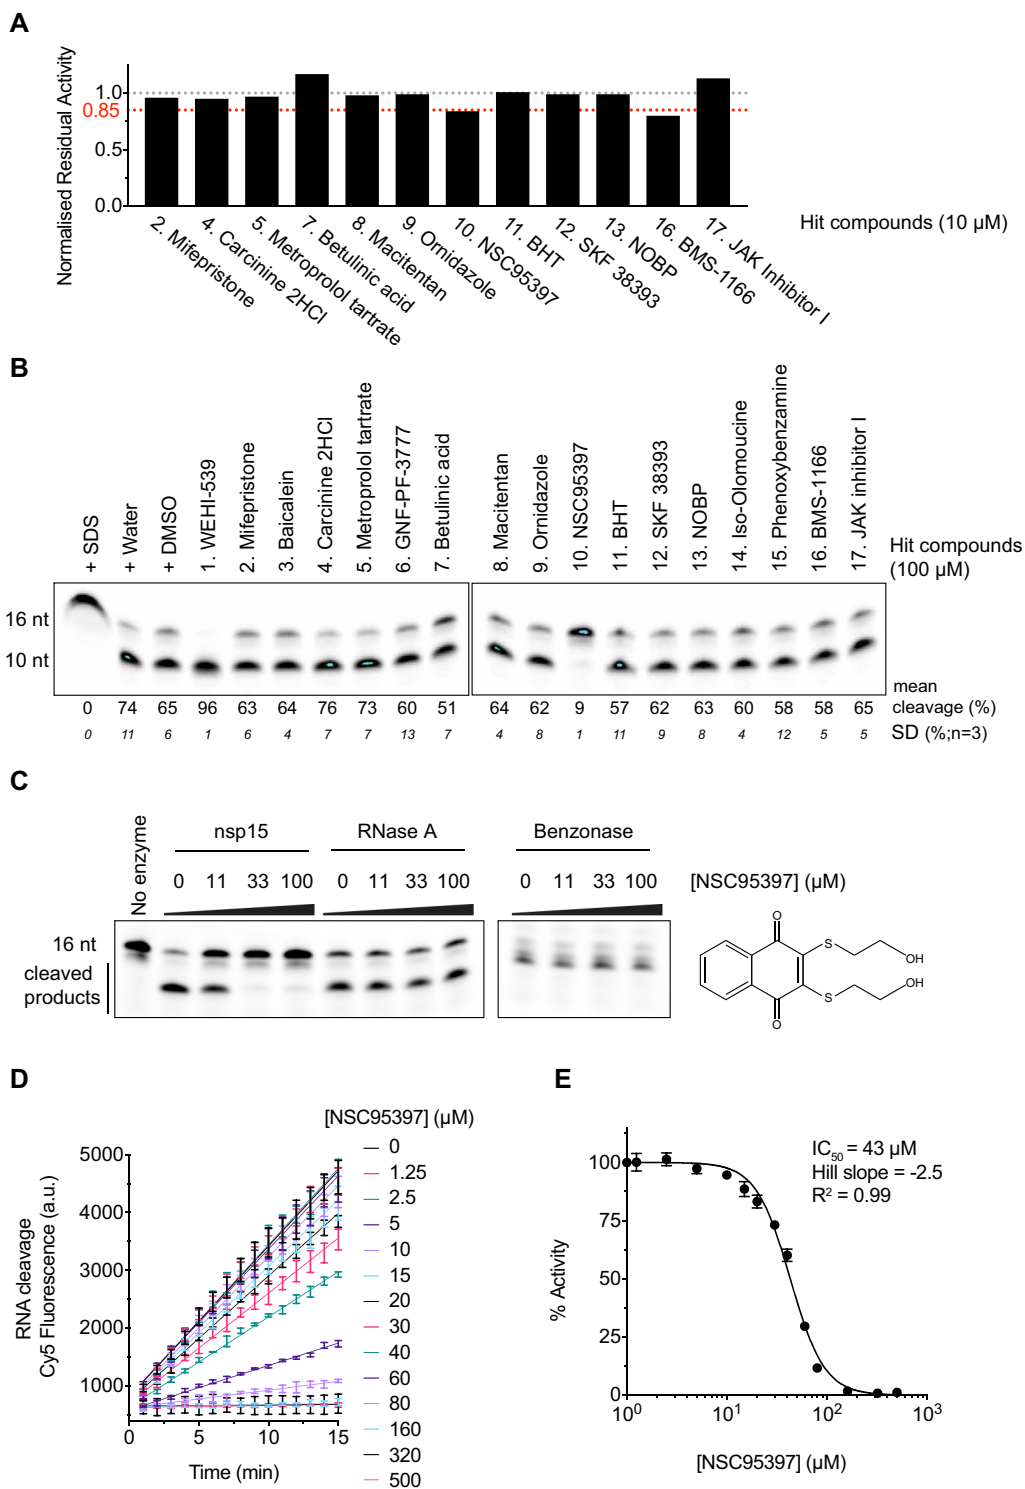 A
Normalised Residual Activity
1.0
0.85
0.5
0.0
2. Mifepristone
4. Carcinine 2HCl
5. Metroprolol tartrate
7. Betulinic acid
8. Macitentan
9. Ornidazole
10. NSC95397
11. BHT
12. SKF 38393
13. NOBP
16. BMS-1166
17. JAK Inhibitor I
Hit compounds (10 µM)
B
+ SDS
+ Water
+ DMSO
1. WEHI-539
2. Mifepristone
3. Baicalein
4. Carcinine 2HCl
5. Metroprolol tartrate
6. GNF-PF-3777
7. Betulinic acid
8. Macitentan
9. Ornidazole
10. NSC95397
11. BHT
12. SKF 38393
13. NOBP
14. Iso-Olomoucine
15. Phenoxybenzamine
16. BMS-1166
17. JAK inhibitor I
Hit compounds
(100 µM)
16 nt
10 nt
mean
0 74 65 96 63 64 76 73 60 51 64 62 9 57 62 63 60 58 58 65 cleavage (%)
0 11 6 1 6 4 7 7 13 7 4 8 1 11 9 8 4 12 5 5 SD (%;n=3)
C
No enzyme
nsp15
RNase A
Benzonase
0 11 33 100 0 11 33 100 0 11 33 100 [NSC95397] (µM)
16 nt
cleaved
products
O
S
OH
OH
S
O
D
[NSC95397] (µM)
0
1.25
2.5
5
10
15
20
30
40
60
80
160
320
500
RNA cleavage
Cy5 Fluorescence (a.u.)
5000
4000
3000
2000
1000
0 5 10 15
Time (min)
E
IC50 = 43 µM
Hill slope = -2.5
R² = 0.99
% Activity
100
75
50
25
0
10⁰ 10¹ 10² 10³
[NSC95397] (µM)